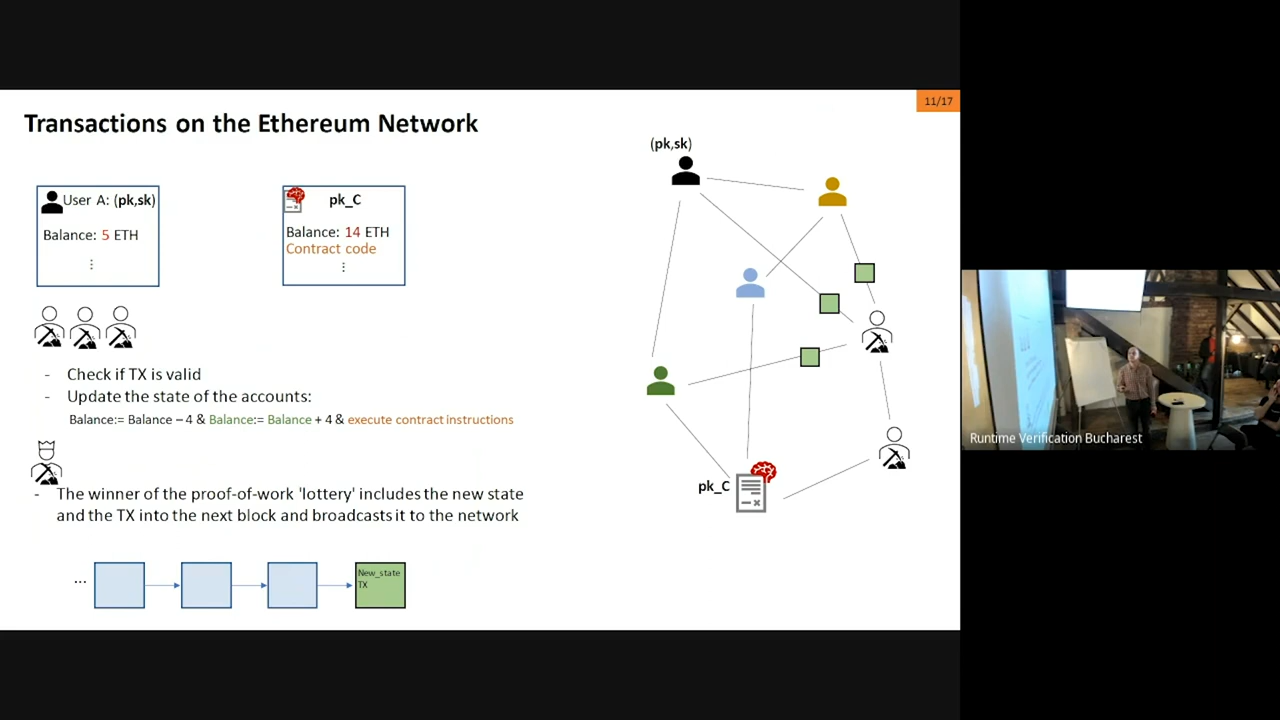 11/17
Transactions on the Ethereum Network
(pk,sk)
User A: (pk,sk)
Balance: 5 ETH
⋮
pk_C
Balance: 14 ETH
Contract code
⋮
- Check if TX is valid
- Update the state of the accounts:
Balance:= Balance – 4 & Balance:= Balance + 4 & execute contract instructions
- The winner of the proof-of-work 'lottery' includes the new state
and the TX into the next block and broadcasts it to the network
...
New_state
TX
pk_C
Runtime Verification Bucharest